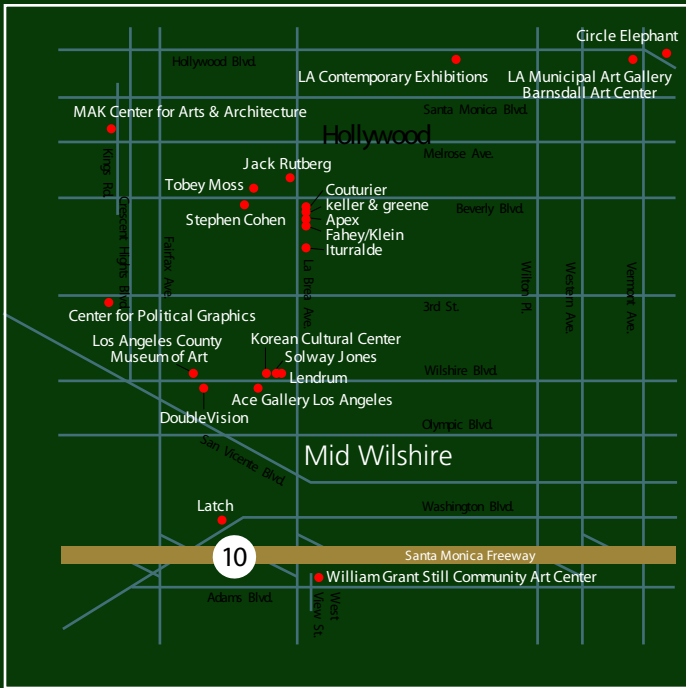 Circle Elephant
Hollywood Blvd.
LA Contemporary Exhibitions
LA Municipal Art Gallery
Barnsdall Art Center
MAK Center for Arts & Architecture
Santa Monica Blvd.
Hollywood
Melrose Ave.
Kings Rd.
Jack Rutberg
Tobey Moss
Couturier
keller & greene
Apex
Fahey/Klein
Iturralde
Stephen Cohen
Beverly Blvd.
Crescent Hights Blvd.
Fairfax Ave.
La Brea Ave.
Wilton Pl.
Western Ave.
Vermont Ave.
Center for Political Graphics
3rd St.
Los Angeles County
Museum of Art
Korean Cultural Center
Solway Jones
Lendrum
Wilshire Blvd.
Ace Gallery Los Angeles
DoubleVision
Olympic Blvd.
San Vicente Blvd.
Mid Wilshire
Latch
Washington Blvd.
10
Santa Monica Freeway
William Grant Still Community Art Center
Adams Blvd.
West
View St.